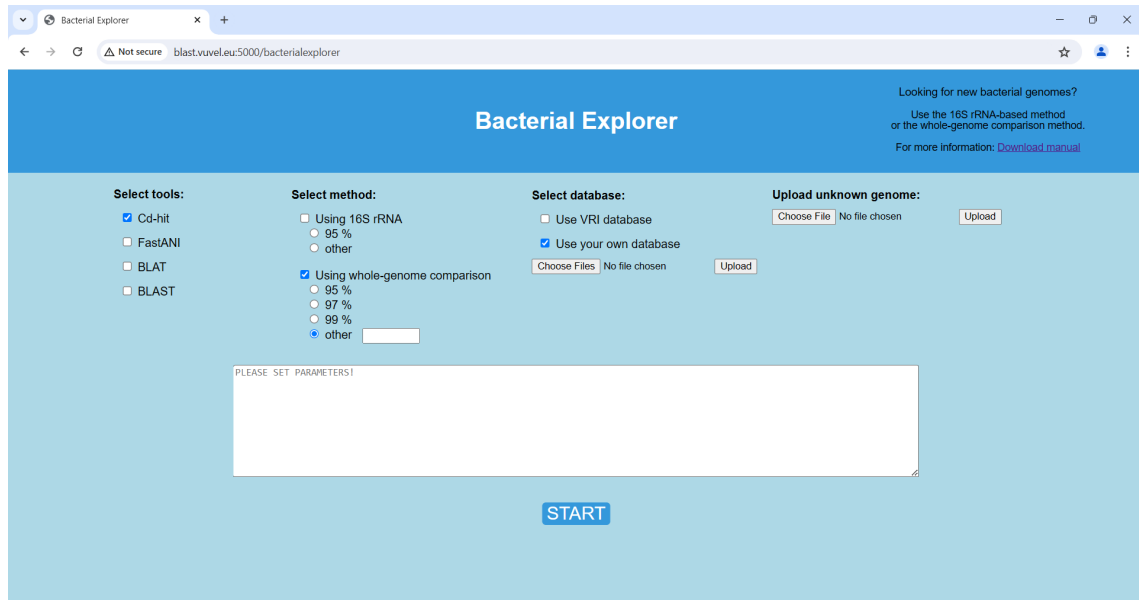 Bacterial Explorer
Not secure blast.vuvel.eu:5000/bacterialexplorer
Bacterial Explorer
Looking for new bacterial genomes?
Use the 16S rRNA-based method
or the whole-genome comparison method.
For more information: Download manual
Select tools:
Cd-hit
FastANI
BLAT
BLAST
Select method:
Using 16S rRNA
95 %
other
Using whole-genome comparison
95 %
97 %
99 %
other
Select database:
Use VRI database
Use your own database
Choose Files No file chosen Upload
Upload unknown genome:
Choose File No file chosen Upload
PLEASE SET PARAMETERS!
START